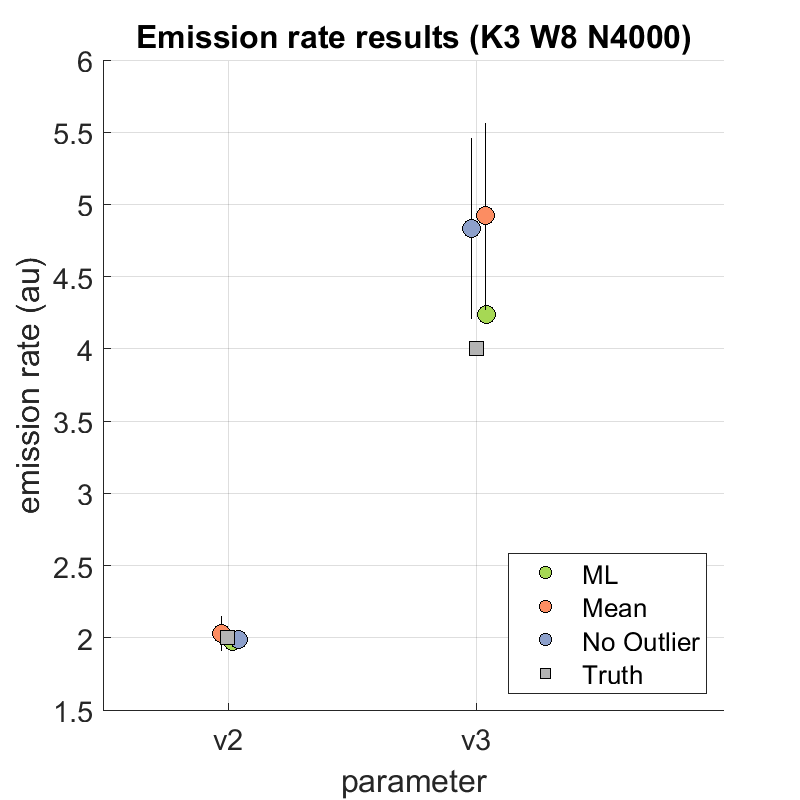 Emission rate results (K3 W8 N4000)
6
5.5
5
4.5
4
3.5
3
2.5
2
1.5
emission rate (au)
v2
v3
parameter
ML
Mean
No Outlier
Truth